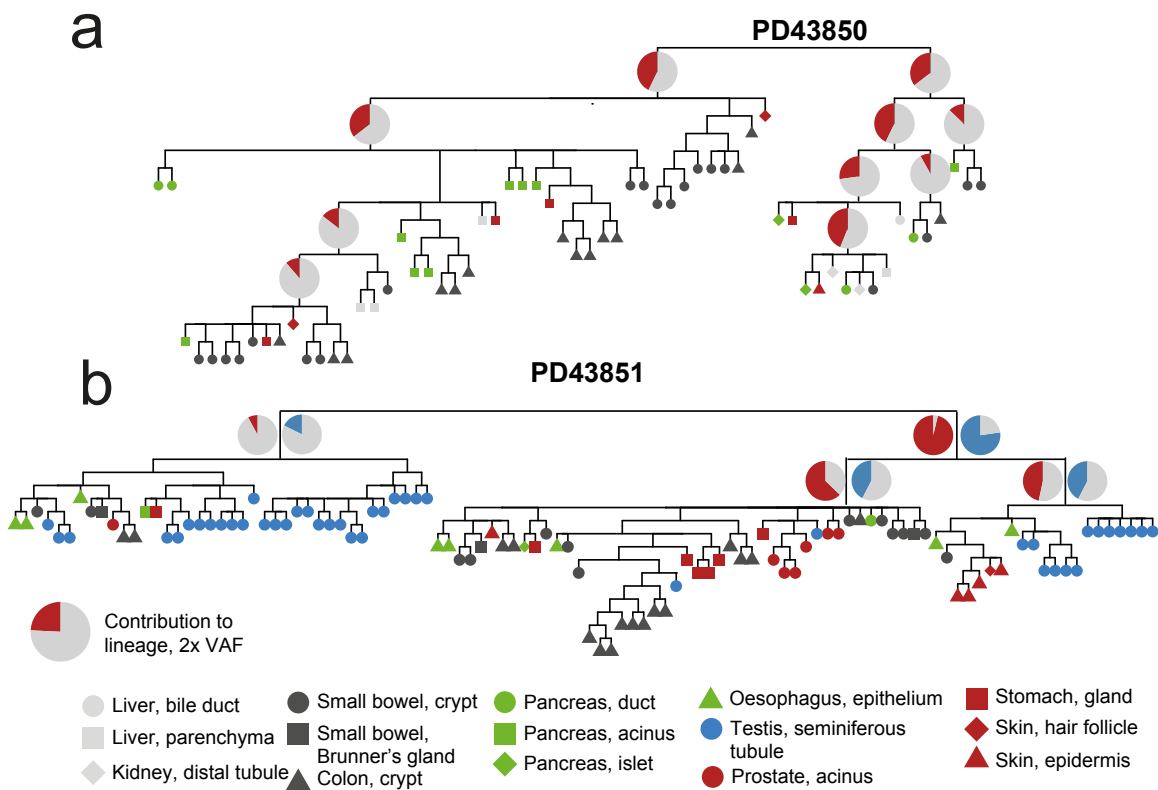 a
PD43850
b
PD43851
Contribution to
lineage, 2x VAF
Liver, bile duct
Liver, parenchyma
Kidney, distal tubule
Small bowel, crypt
Small bowel,
Brunner's gland
Colon, crypt
Pancreas, duct
Pancreas, acinus
Pancreas, islet
Oesophagus, epithelium
Testis, seminiferous
tubule
Prostate, acinus
Stomach, gland
Skin, hair follicle
Skin, epidermis